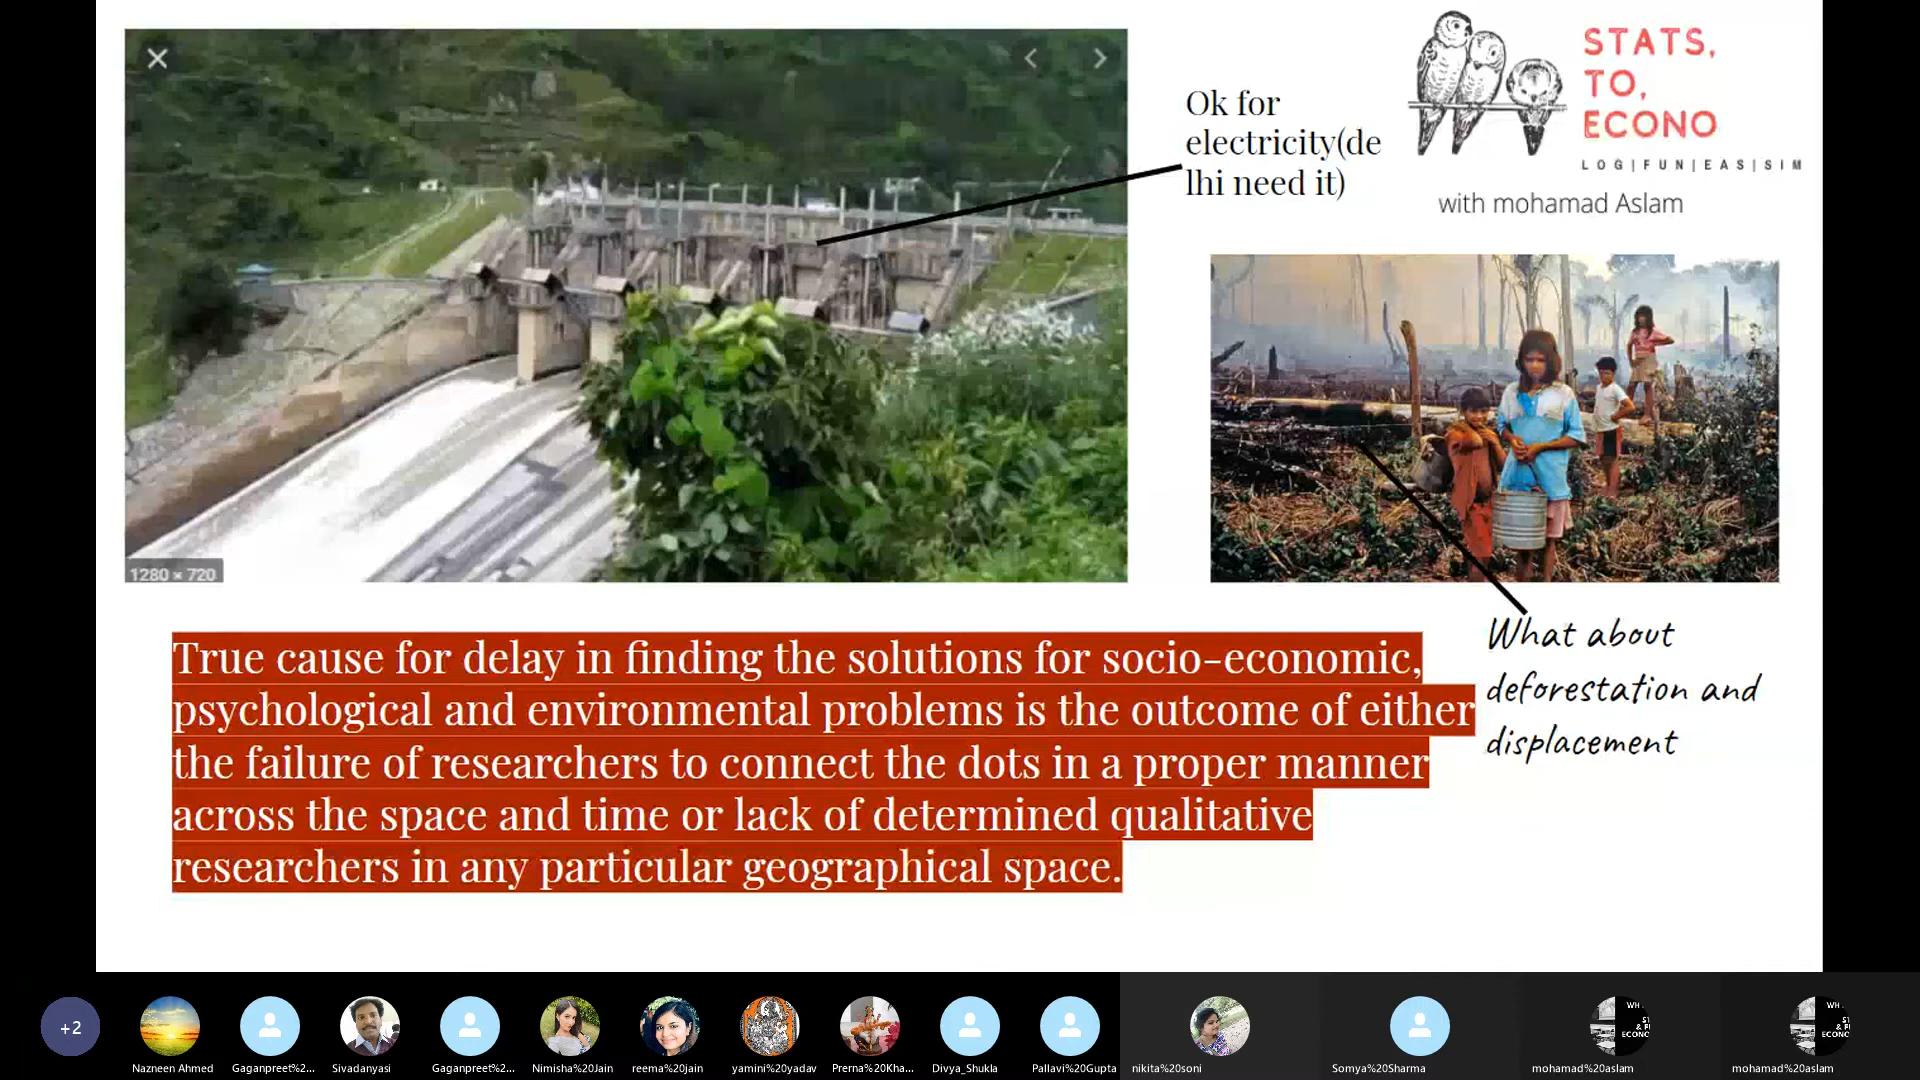 Ok for
electricity(de
lhi need it)
STATS,
TO,
ECONO
LOG|FUN|EAS|SIM
with mohamad Aslam
1280 × 720
What about
deforestation and
displacement
True cause for delay in finding the solutions for socio-economic,
psychological and environmental problems is the outcome of either
the failure of researchers to connect the dots in a proper manner
across the space and time or lack of determined qualitative
researchers in any particular geographical space.
+2
Nazneen Ahmed
Gaganpreet%2...
Sivadanyasi
Gaganpreet%2...
Nimisha%20Jain
reema%20jain
yamini%20yadav
Prerna%20Kha...
Divya_Shukla
Pallavi%20Gupta
nikita%20soni
Somya%20Sharma
mohamad%20aslam
mohamad%20aslam